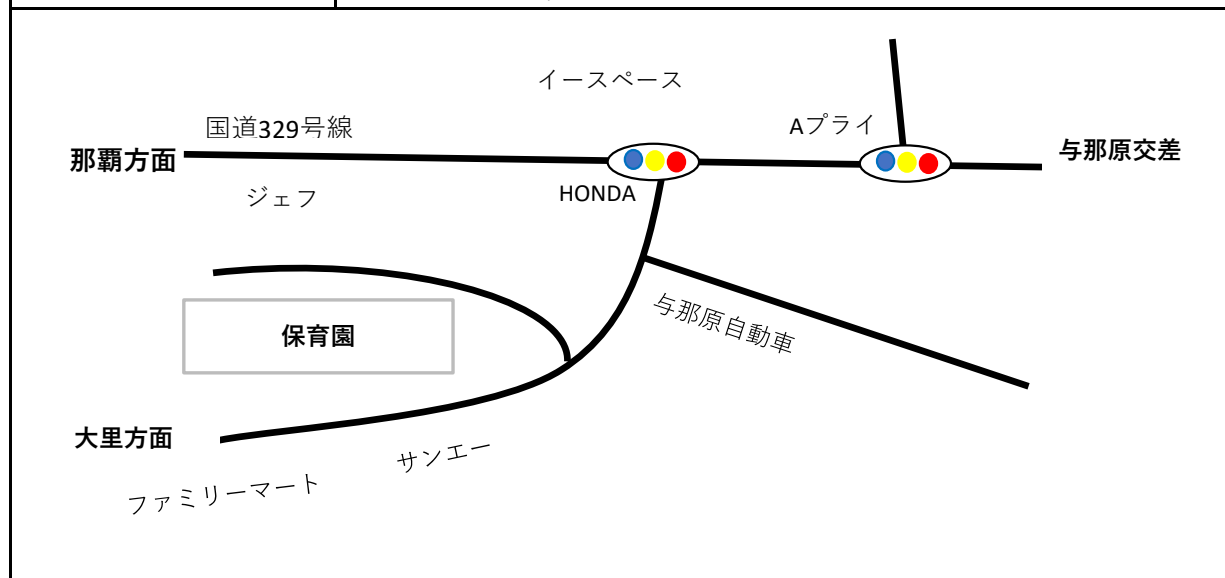 イースペース
Aプライ
国道329号線
与那原交差
那覇方面
ジェフ
HONDA
与那原自動車
保育園
大里方面
サンエー
ファミリーマート